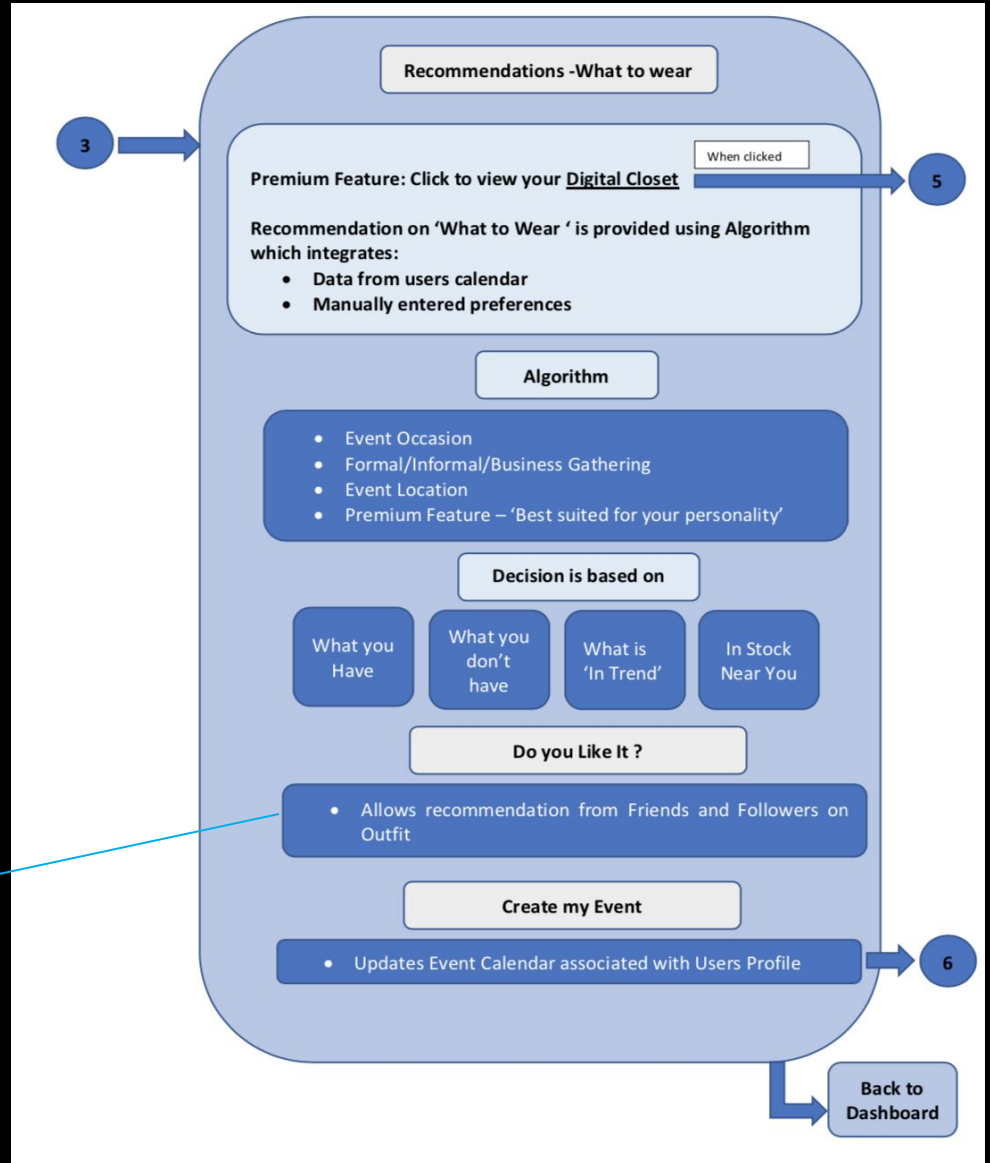 Recommendations -What to wear
3
When clicked
Premium Feature: Click to view your Digital Closet
5
Recommendation on ‘What to Wear ‘ is provided using Algorithm
which integrates:
• Data from users calendar
• Manually entered preferences
Algorithm
• Event Occasion
• Formal/Informal/Business Gathering
• Event Location
• Premium Feature – ‘Best suited for your personality’
Decision is based on
What you
Have
What you
don’t
have
What is
‘In Trend’
In Stock
Near You
Do you Like It ?
• Allows recommendation from Friends and Followers on
Outfit
Create my Event
• Updates Event Calendar associated with Users Profile
6
Back to
Dashboard